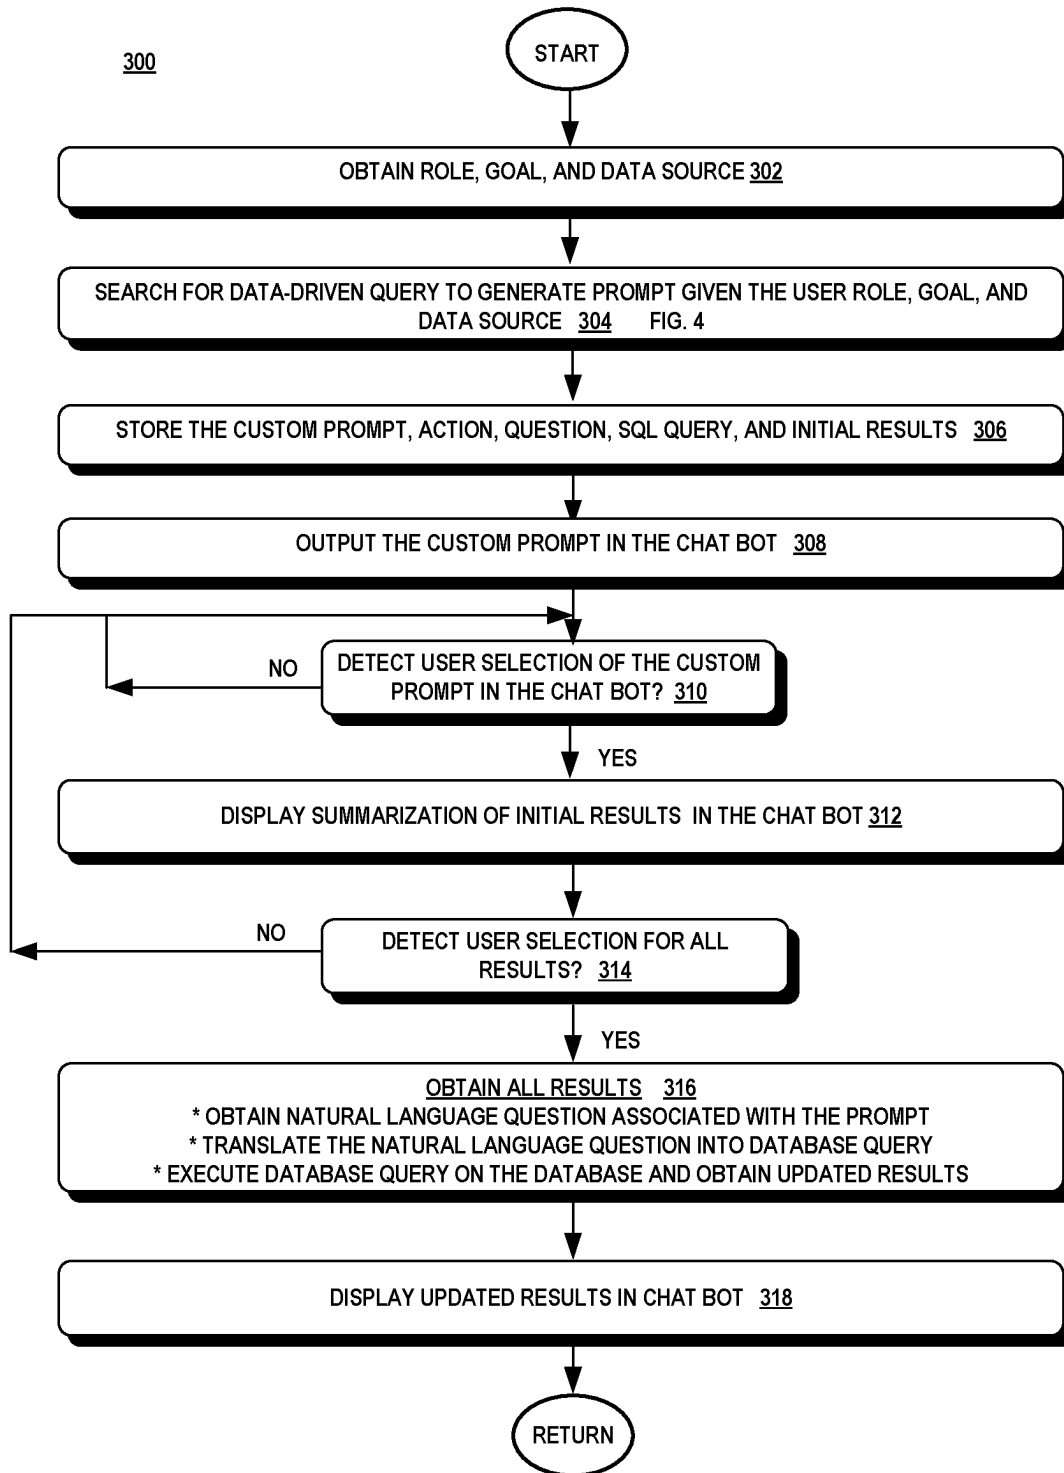 300
START
OBTAIN ROLE, GOAL, AND DATA SOURCE 302
SEARCH FOR DATA-DRIVEN QUERY TO GENERATE PROMPT GIVEN THE USER ROLE, GOAL, AND
DATA SOURCE 304 FIG. 4
STORE THE CUSTOM PROMPT, ACTION, QUESTION, SQL QUERY, AND INITIAL RESULTS 306
OUTPUT THE CUSTOM PROMPT IN THE CHAT BOT 308
DETECT USER SELECTION OF THE CUSTOM
PROMPT IN THE CHAT BOT? 310
NO
YES
DISPLAY SUMMARIZATION OF INITIAL RESULTS IN THE CHAT BOT 312
DETECT USER SELECTION FOR ALL
RESULTS? 314
NO
YES
OBTAIN ALL RESULTS 316
* OBTAIN NATURAL LANGUAGE QUESTION ASSOCIATED WITH THE PROMPT
* TRANSLATE THE NATURAL LANGUAGE QUESTION INTO DATABASE QUERY
* EXECUTE DATABASE QUERY ON THE DATABASE AND OBTAIN UPDATED RESULTS
DISPLAY UPDATED RESULTS IN CHAT BOT 318
RETURN